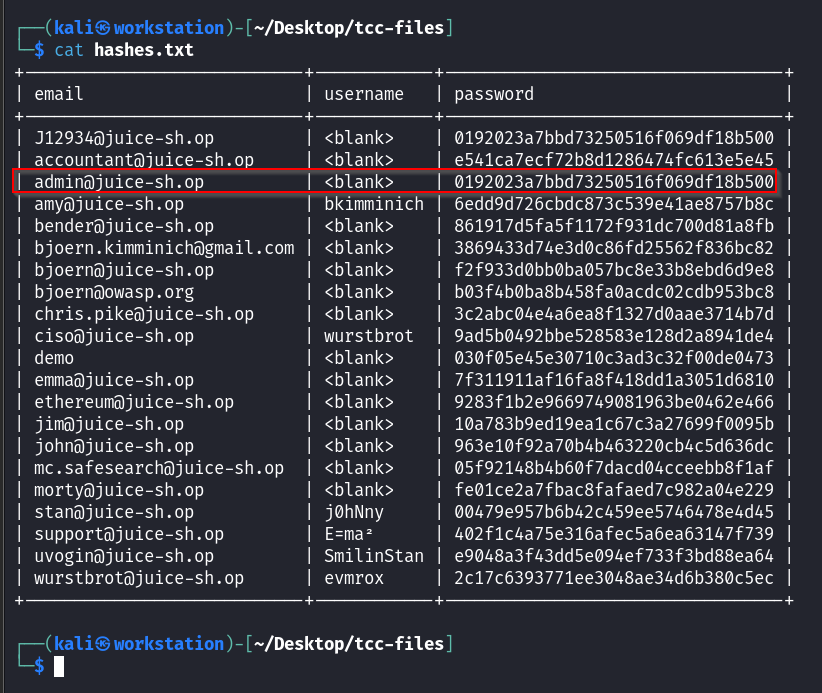 ┌──(kali㉿workstation)-[~/Desktop/tcc-files]
└─$ cat hashes.txt
+----------------------------+------------+----------------------------------+
| email | username | password |
+----------------------------+------------+----------------------------------+
| J12934@juice-sh.op | <blank> | 0192023a7bbd73250516f069df18b500 |
| accountant@juice-sh.op | <blank> | e541ca7ecf72b8d1286474fc613e5e45 |
| admin@juice-sh.op | <blank> | 0192023a7bbd73250516f069df18b500 |
| amy@juice-sh.op | bkimminich | 6edd9d726cbdc873c539e41ae8757b8c |
| bender@juice-sh.op | <blank> | 861917d5fa5f1172f931dc700d81a8fb |
| bjoern.kimminich@gmail.com | <blank> | 3869433d74e3d0c86fd25562f836bc82 |
| bjoern@juice-sh.op | <blank> | f2f933d0bb0ba057bc8e33b8ebd6d9e8 |
| bjoern@owasp.org | <blank> | b03f4b0ba8b458fa0acdc02cdb953bc8 |
| chris.pike@juice-sh.op | <blank> | 3c2abc04e4a6ea8f1327d0aae3714b7d |
| ciso@juice-sh.op | wurstbrot | 9ad5b0492bbe528583e128d2a8941de4 |
| demo | <blank> | 030f05e45e30710c3ad3c32f00de0473 |
| emma@juice-sh.op | <blank> | 7f311911af16fa8f418dd1a3051d6810 |
| ethereum@juice-sh.op | <blank> | 9283f1b2e9669749081963be0462e466 |
| jim@juice-sh.op | <blank> | 10a783b9ed19ea1c67c3a27699f0095b |
| john@juice-sh.op | <blank> | 963e10f92a70b4b463220cb4c5d636dc |
| mc.safesearch@juice-sh.op | <blank> | 05f92148b4b60f7dacd04cceebb8f1af |
| morty@juice-sh.op | <blank> | fe01ce2a7fbac8fafaed7c982a04e229 |
| stan@juice-sh.op | j0hNny | 00479e957b6b42c459ee5746478e4d45 |
| support@juice-sh.op | E=ma² | 402f1c4a75e316afec5a6ea63147f739 |
| uvogin@juice-sh.op | SmilinStan | e9048a3f43dd5e094ef733f3bd88ea64 |
| wurstbrot@juice-sh.op | evmrox | 2c17c6393771ee3048ae34d6b380c5ec |
+----------------------------+------------+----------------------------------+
┌──(kali㉿workstation)-[~/Desktop/tcc-files]
└─$